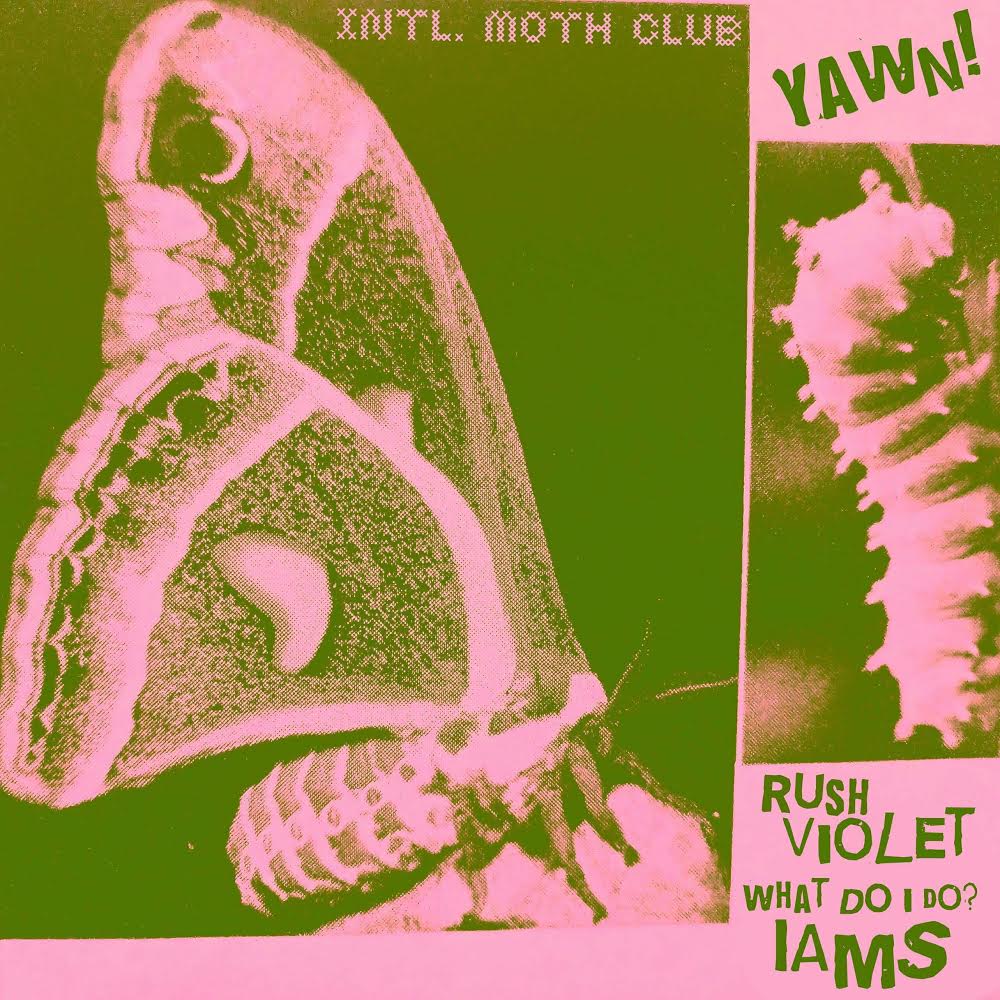 INTL. MOTH CLUB
YAWN!
RUSH
VIOLET
WHAT DO I DO?
IAMS